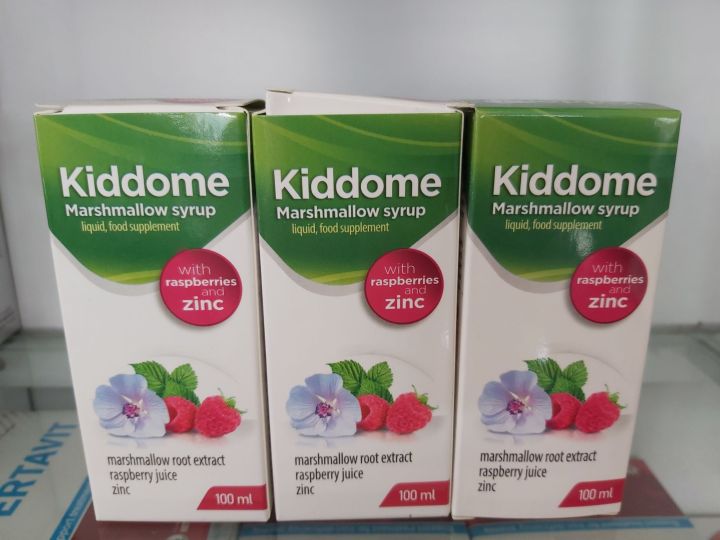 Kiddome
Marshmallow syrup
liquid, food supplement
with
raspberries
and
zinc
marshmallow root extract
raspberry juice
zinc
100 ml
Kiddome
Marshmallow syrup
liquid, food supplement
with
raspberries
and
zinc
marshmallow root extract
raspberry juice
zinc
100 ml
Kiddome
Marshmallow syrup
liquid, food supplement
with
raspberries
and
zinc
marshmallow root extract
raspberry juice
zinc
100 ml
ERTAVIT